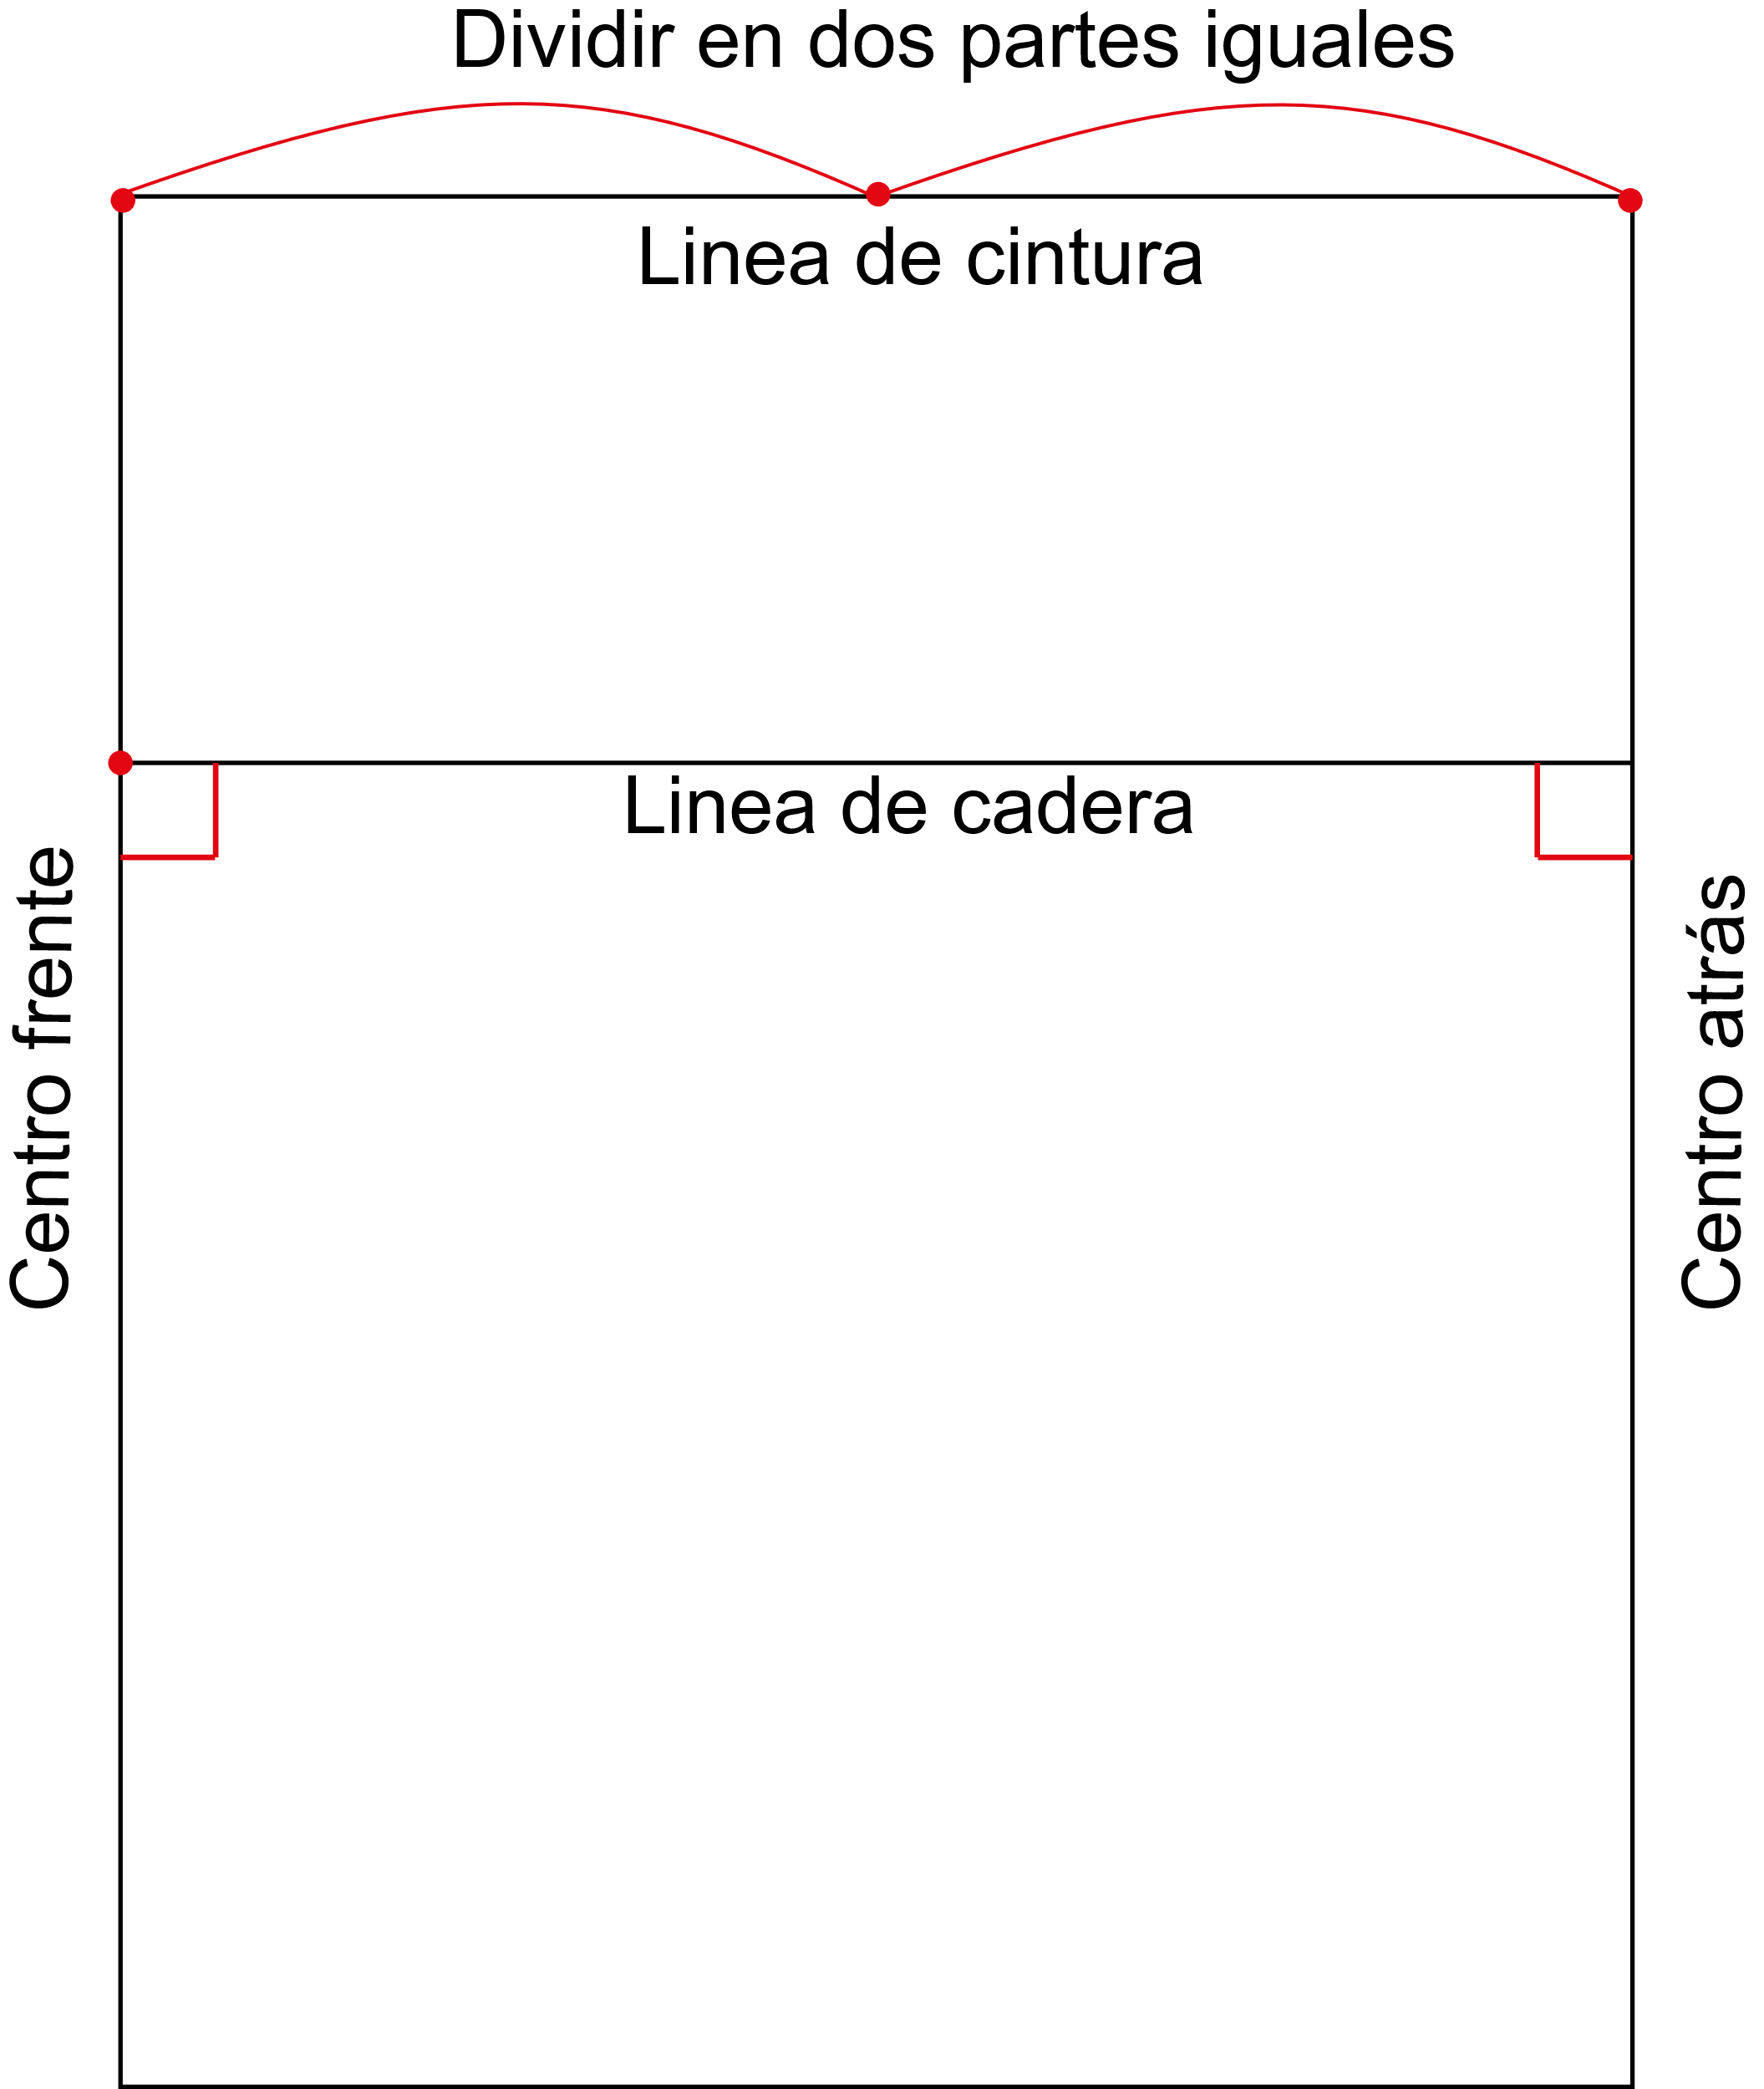 Dividir en dos partes iguales
Linea de cintura
Linea de cadera
Centro frente
Centro atrás